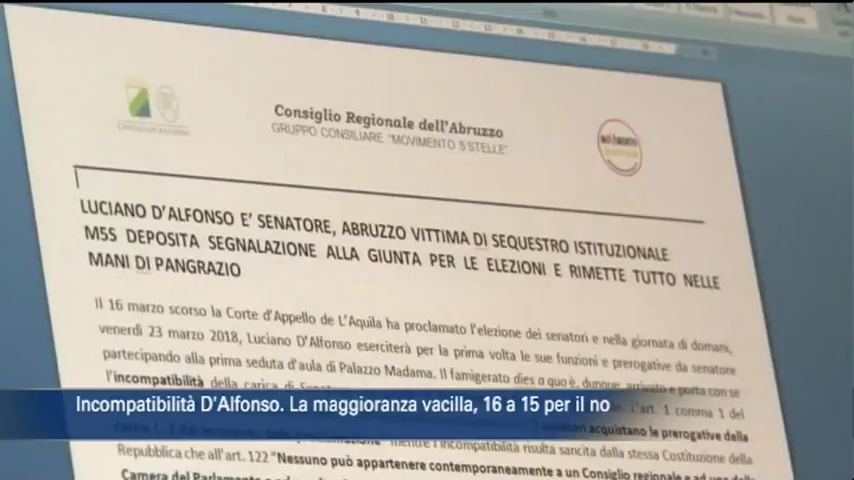 Consiglio Regionale dell'Abruzzo
GRUPPO CONSILIARE "MOVIMENTO 5 STELLE"
LUCIANO D'ALFONSO E' SENATORE, ABRUZZO VITTIMA DI SEQUESTRO ISTITUZIONALE
M5S DEPOSITA SEGNALAZIONE ALLA GIUNTA PER LE ELEZIONI E RIMETTE TUTTO NELLE
MANI DI PANGRAZIO
Il 16 marzo scorso la Corte d'Appello de L'Aquila ha proclamato l'elezione dei senatori e nella giornata di domani,
venerdì 23 marzo 2018, Luciano D'Alfonso eserciterà per la prima volta le sue funzioni e prerogative da senatore
partecipando alla prima seduta d'aula di Palazzo Madama. Il famigerato dies a quo è, dunque, arrivato e porta con se
l'incompatibilità della carica di
Incompatibilità D'Alfonso. La maggioranza vacilla, 16 a 15 per il no
L'art. 1 comma 1 del
acquistano le prerogative della
mentre l'incompatibilità risulta sancita dalla stessa Costituzione della
Repubblica che all'art. 122 "Nessuno può appartenere contemporaneamente a un Consiglio regionale e ad una delle
Camera del Parlamento